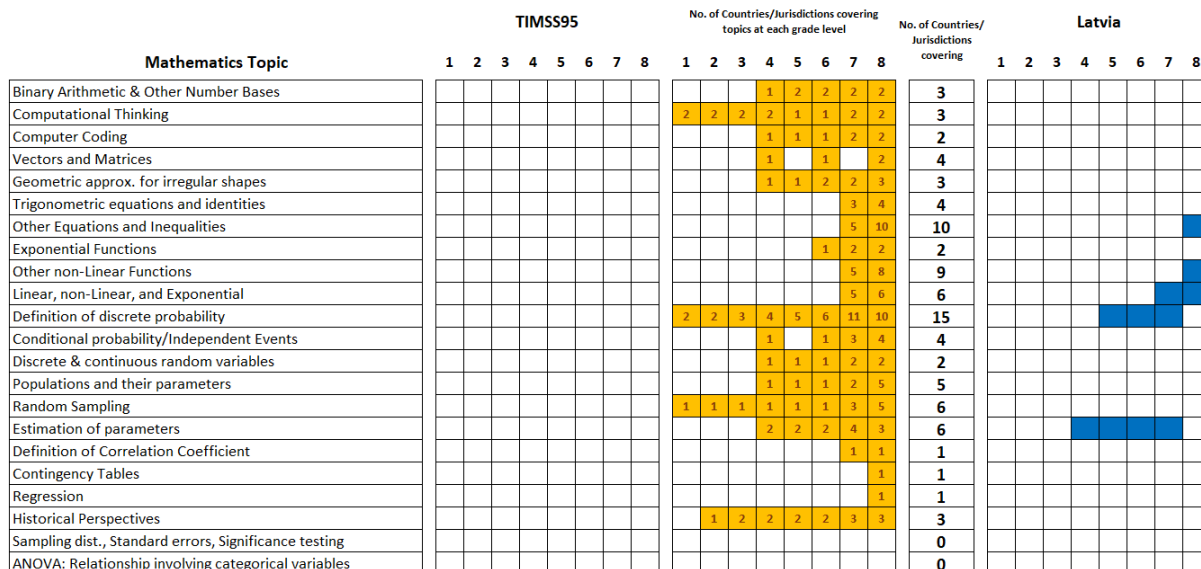 TIMSS95
No. of Countries/Jurisdictions covering
topics at each grade level
No. of Countries/
Jurisdictions
covering
Latvia
Mathematics Topic 1 2 3 4 5 6 7 8 1 2 3 4 5 6 7 8 1 2 3 4 5 6 7 8
Binary Arithmetic & Other Number Bases 1 2 2 2 2 3
Computational Thinking 2 2 2 2 1 1 2 2 3
Computer Coding 1 1 1 2 2 2
Vectors and Matrices 1 1 2 4
Geometric approx. for irregular shapes 1 1 2 2 3 3
Trigonometric equations and identities 3 4 4
Other Equations and Inequalities 5 10 10
Exponential Functions 1 2 2 2
Other non-Linear Functions 5 8 9
Linear, non-Linear, and Exponential 5 6 6
Definition of discrete probability 2 2 3 4 5 6 11 10 15
Conditional probability/Independent Events 1 1 3 4 4
Discrete & continuous random variables 1 1 1 2 2 2
Populations and their parameters 1 1 1 2 5 5
Random Sampling 1 1 1 1 1 1 3 5 6
Estimation of parameters 2 2 2 4 3 6
Definition of Correlation Coefficient 1 1 1
Contingency Tables 1 1
Regression 1 1
Historical Perspectives 1 2 2 2 2 3 3 3
Sampling dist., Standard errors, Significance testing 0
ANOVA: Relationship involving categorical variables 0